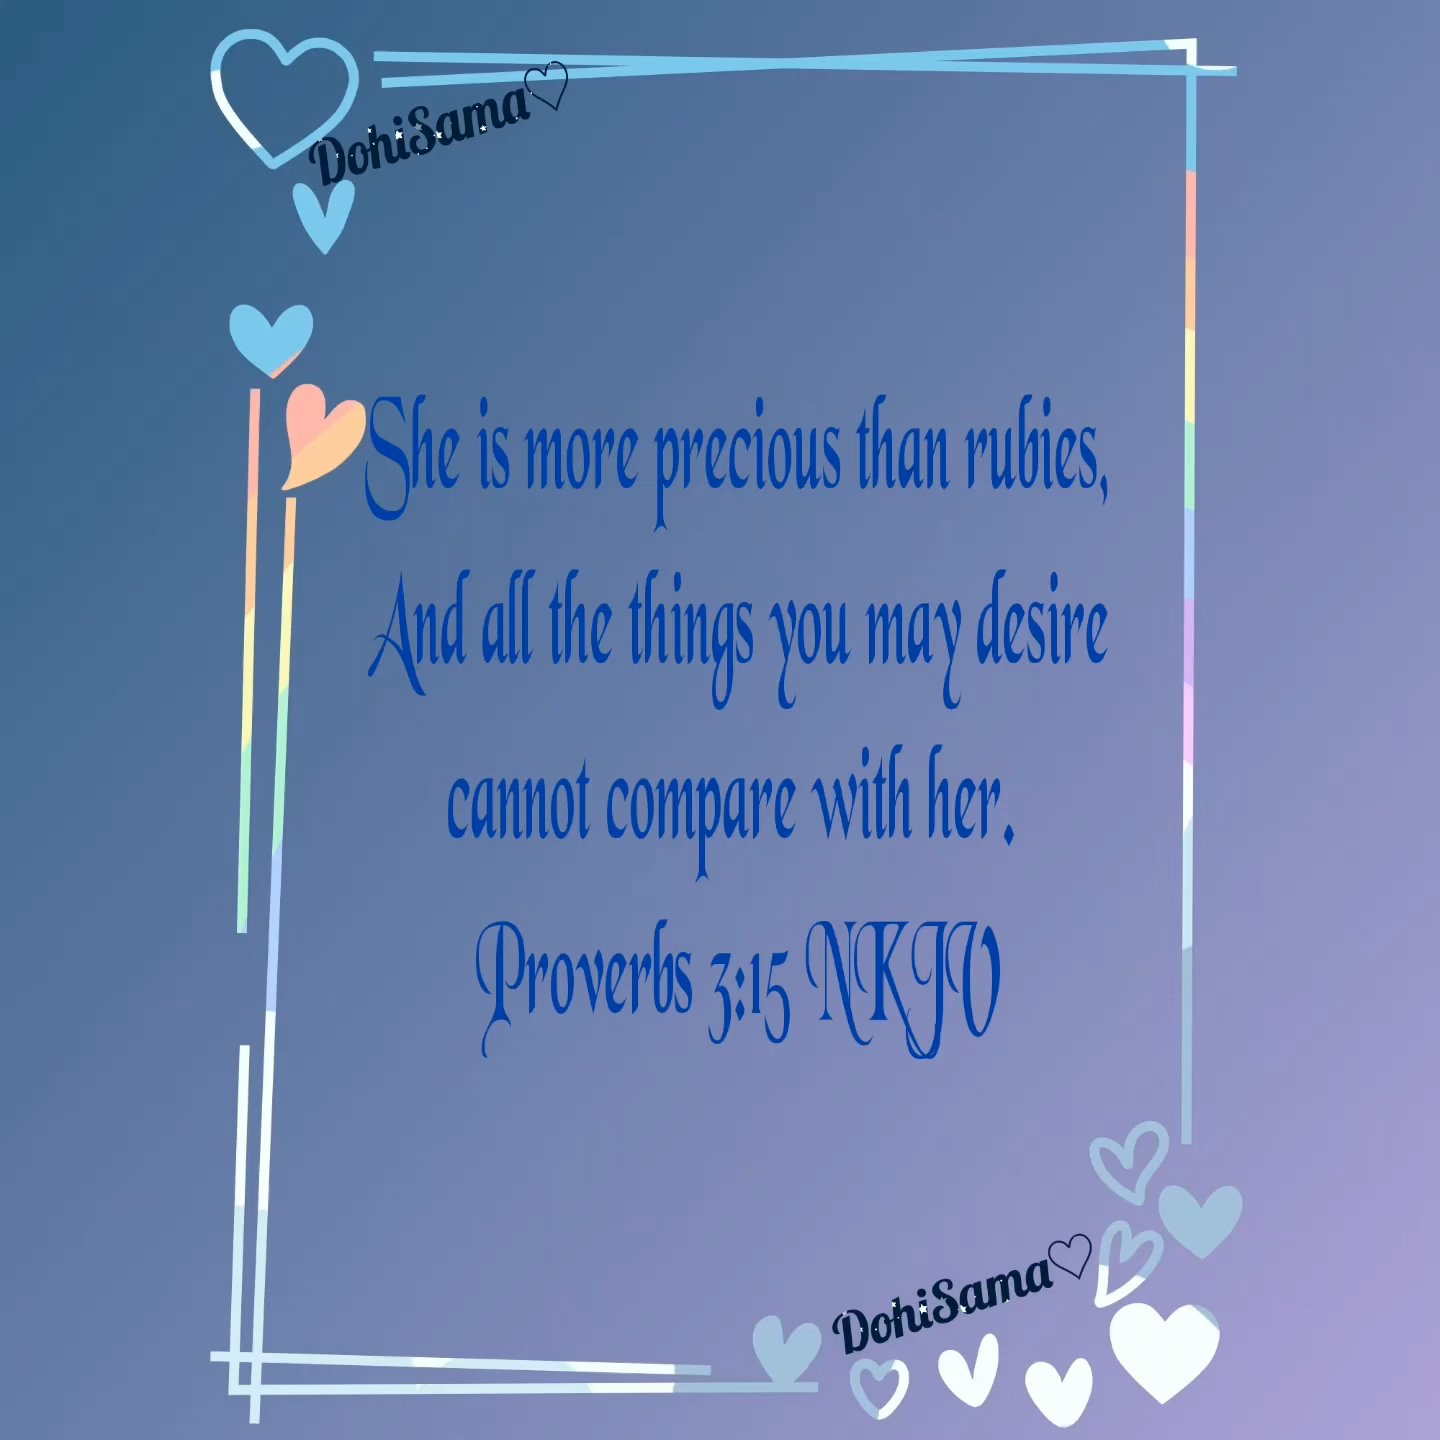 DohiSama♡
She is more precious than rubies,
And all the things you may desire
cannot compare with her.
Proverbs 3:15 NKJV
DohiSama♡